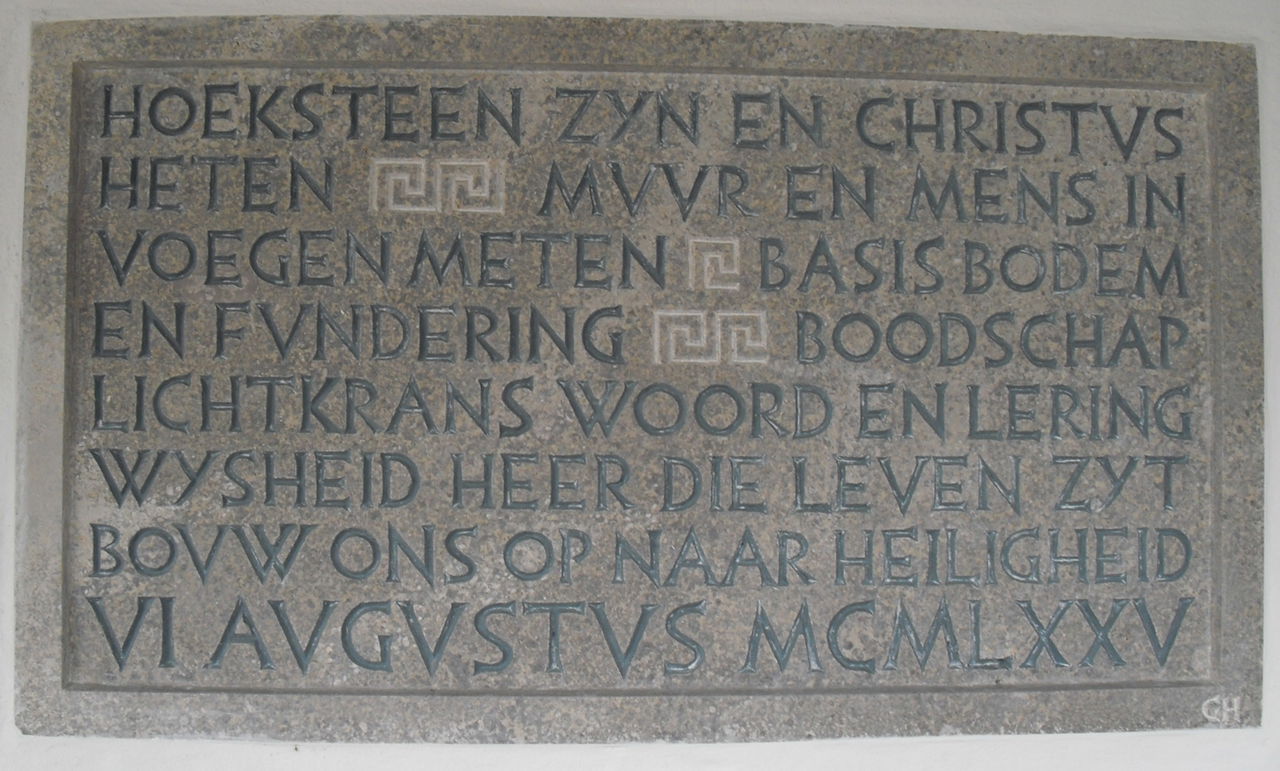 HOEKSTEEN ZYN EN CHRISTVS
HETEN MVVR EN MENS IN
VOEGEN METEN BASIS BODEM
EN FVNDERING BOODSCHAP
LICHTKRANS WOORD EN LERING
WYSHEID HEER DIE LEVEN ZYT
BOVW ONS OP NAAR HEILIGHEID
VI AVGVSTVS MCMLXXV
GH